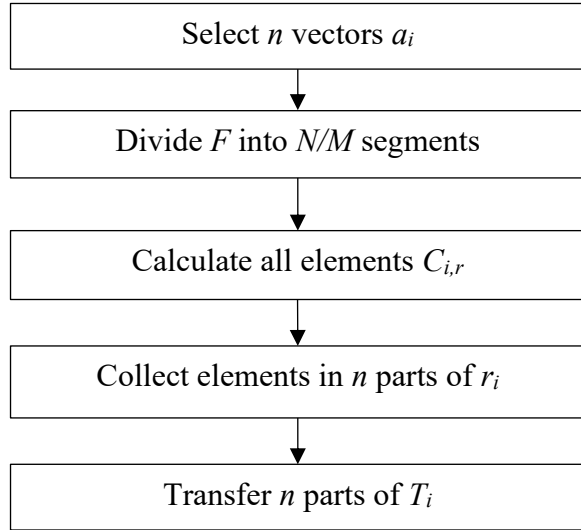 Select n vectors aᵢ
Divide F into N/M segments
Calculate all elements Cᵢ,ᵣ
Collect elements in n parts of rᵢ
Transfer n parts of Tᵢ